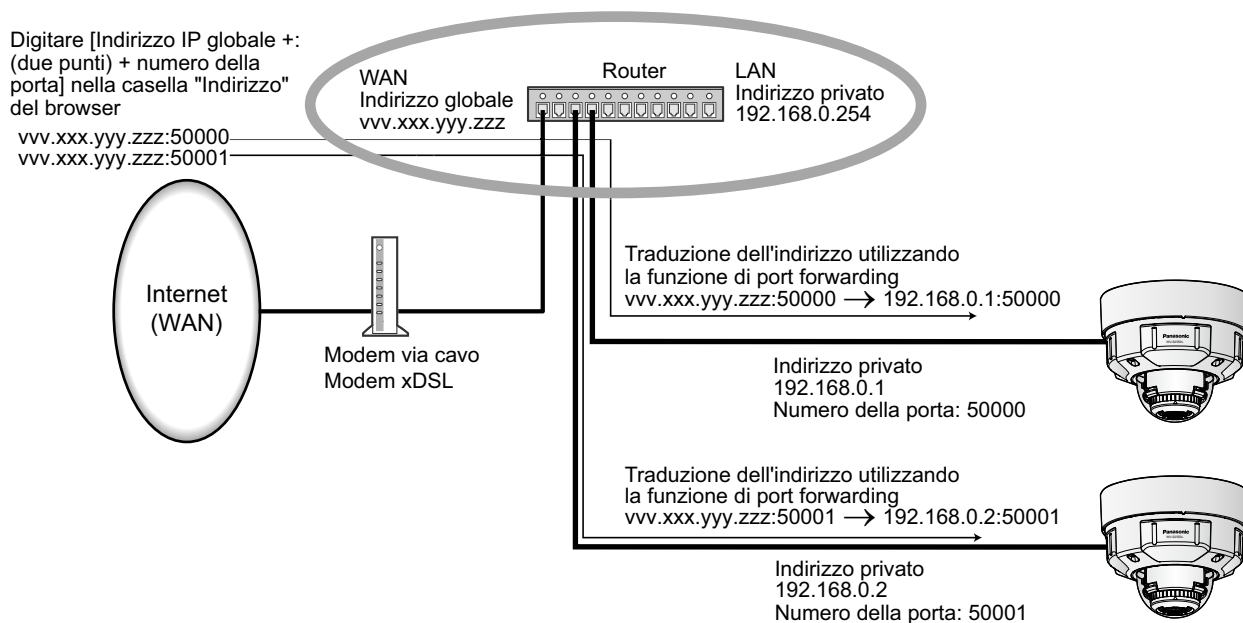 Digitare [Indirizzo IP globale +:
(due punti) + numero della
porta] nella casella "Indirizzo"
del browser
vvv.xxx.yyy.zzz:50000
vvv.xxx.yyy.zzz:50001
WAN
Indirizzo globale
vvv.xxx.yyy.zzz
Router
LAN
Indirizzo privato
192.168.0.254
Internet
(WAN)
Modem via cavo
Modem xDSL
Traduzione dell'indirizzo utilizzando
la funzione di port forwarding
vvv.xxx.yyy.zzz:50000 → 192.168.0.1:50000
Panasonic
Indirizzo privato
192.168.0.1
Numero della porta: 50000
Traduzione dell'indirizzo utilizzando
la funzione di port forwarding
vvv.xxx.yyy.zzz:50001 → 192.168.0.2:50001
Panasonic
Indirizzo privato
192.168.0.2
Numero della porta: 50001